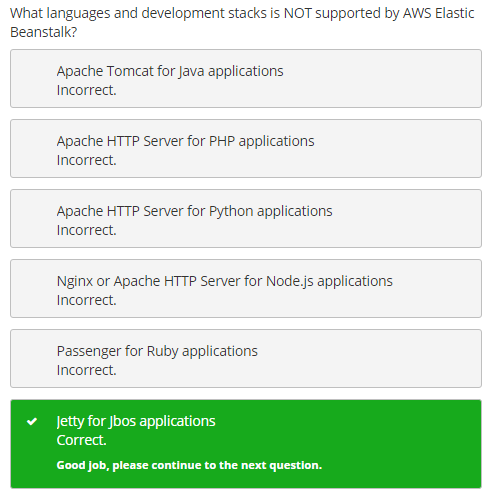 What languages and development stacks is NOT supported by AWS Elastic
Beanstalk?
Apache Tomcat for Java applications
Incorrect.
Apache HTTP Server for PHP applications
Incorrect.
Apache HTTP Server for Python applications
Incorrect.
Nginx or Apache HTTP Server for Node.js applications
Incorrect.
Passenger for Ruby applications
Incorrect.
Jetty for Jbos applications
Correct.
Good job, please continue to the next question.